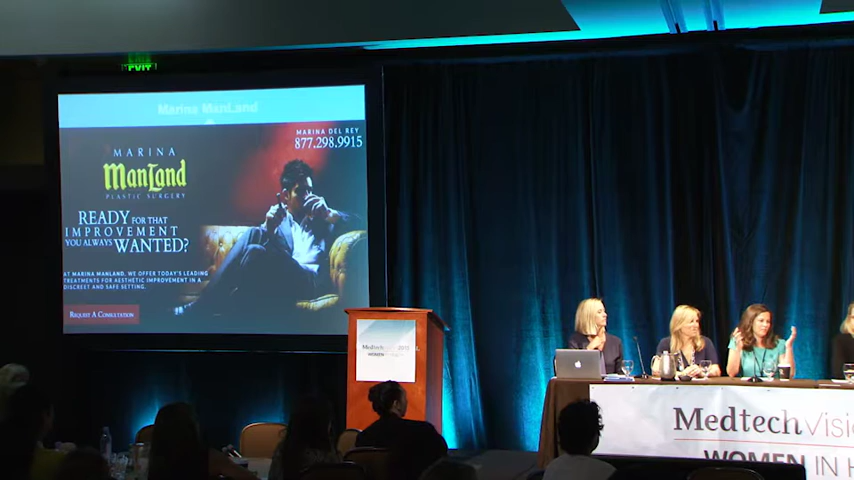 EXIT
Marina ManLand
MARINA DEL REY
877.298.9915
MARINA
ManLand
PLASTIC SURGERY
READY FOR THAT
IMPROVEMENT
YOU ALWAYS WANTED?
AT MARINA MANLAND, WE OFFER TODAY'S LEADING
TREATMENTS FOR AESTHETIC IMPROVEMENT IN A
DISCREET AND SAFE SETTING.
REQUEST A CONSULTATION
Medtech
WOMEN
MedtechVisio
WOMEN IN H